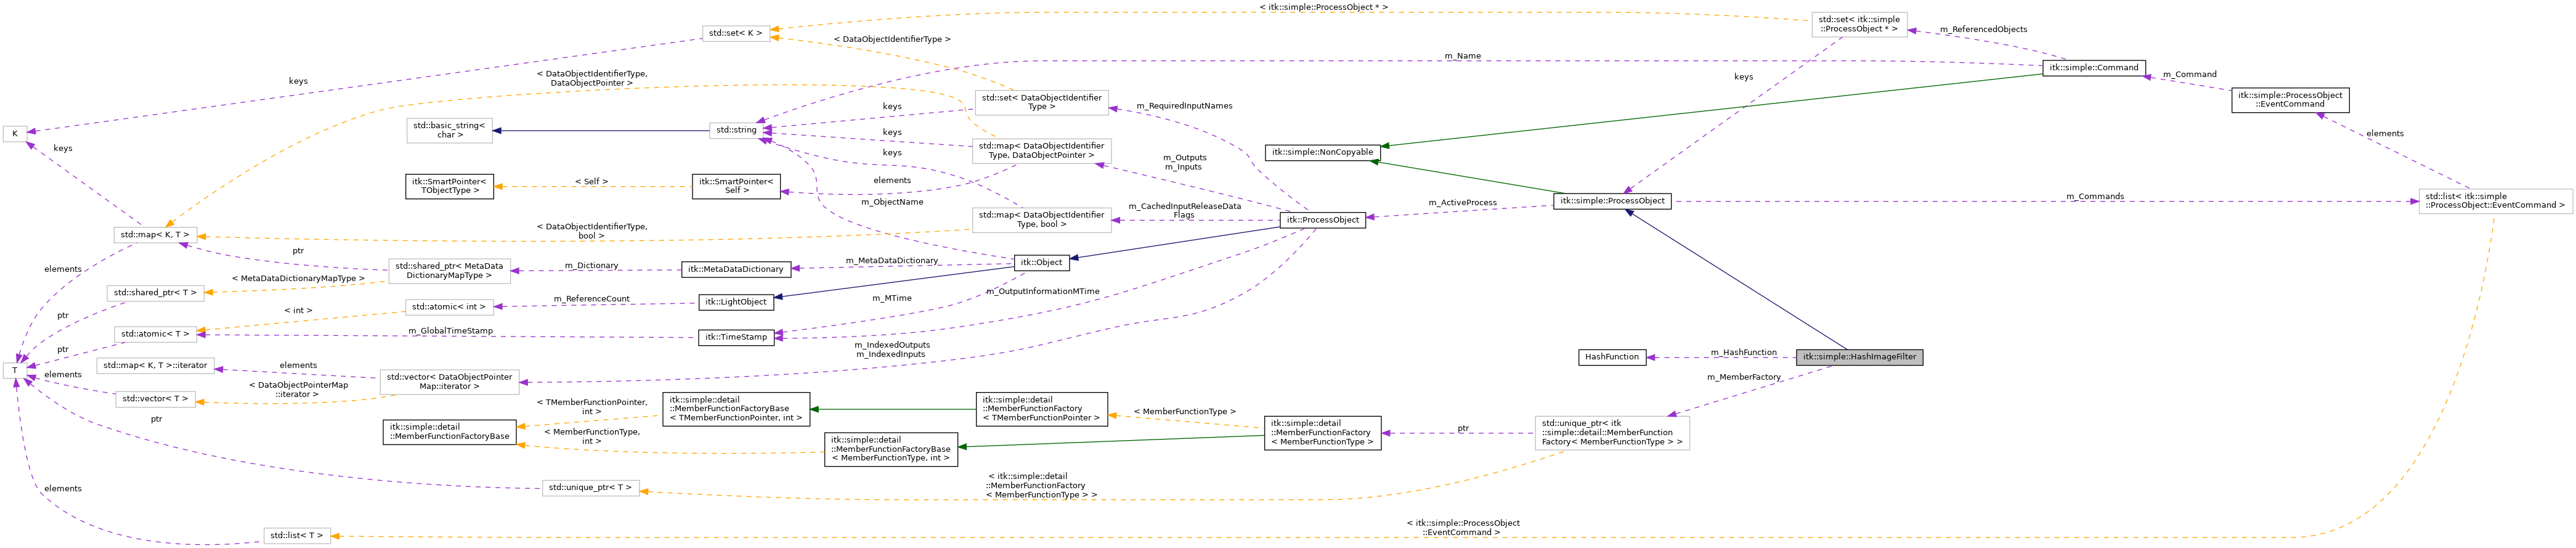 < itk::simple::ProcessObject * >
std::set< itk::simple
::ProcessObject * >
m_ReferencedObjects
std::set< K >
< DataObjectIdentifierType >
m_Name
itk::simple::Command
m_Command
keys
< DataObjectIdentifierType,
DataObjectPointer >
keys
itk::simple::ProcessObject
::EventCommand
std::set< DataObjectIdentifier
Type >
m_RequiredInputNames
keys
elements
K
std::basic_string<
char >
std::string
keys
std::map< DataObjectIdentifier
Type, DataObjectPointer >
itk::simple::NonCopyable
keys
keys
m_Outputs
m_Inputs
itk::SmartPointer<
TObjectType >
< Self >
itk::SmartPointer<
Self >
elements
m_ObjectName
itk::simple::ProcessObject
m_Commands
std::list< itk::simple
::ProcessObject::EventCommand >
m_ActiveProcess
std::map< DataObjectIdentifier
Type, bool >
m_CachedInputReleaseData
Flags
itk::ProcessObject
std::map< K, T >
< DataObjectIdentifierType,
bool >
ptr
elements
std::shared_ptr< MetaData
DictionaryMapType >
m_Dictionary
itk::MetaDataDictionary
m_MetaDataDictionary
itk::Object
< MetaDataDictionaryMapType >
std::shared_ptr< T >
std::atomic< int >
m_ReferenceCount
itk::LightObject
m_MTime
m_OutputInformationMTime
ptr
< int >
std::atomic< T >
m_GlobalTimeStamp
itk::TimeStamp
m_IndexedOutputs
m_IndexedInputs
ptr
HashFunction
m_HashFunction
itk::simple::HashImageFilter
T
std::map< K, T >::iterator
elements
std::vector< DataObjectPointer
Map::iterator >
m_MemberFactory
elements
std::vector< T >
< DataObjectPointerMap
::iterator >
ptr
itk::simple::detail
::MemberFunctionFactoryBase
< TMemberFunctionPointer,
int >
itk::simple::detail
::MemberFunctionFactoryBase
< TMemberFunctionPointer, int >
itk::simple::detail
::MemberFunctionFactory
< TMemberFunctionPointer >
< MemberFunctionType >
itk::simple::detail
::MemberFunctionFactory
< MemberFunctionType >
ptr
std::unique_ptr< itk
::simple::detail::MemberFunction
Factory< MemberFunctionType > >
< MemberFunctionType,
int >
itk::simple::detail
::MemberFunctionFactoryBase
< MemberFunctionType, int >
elements
std::unique_ptr< T >
< itk::simple::detail
::MemberFunctionFactory
< MemberFunctionType > >
std::list< T >
< itk::simple::ProcessObject
::EventCommand >